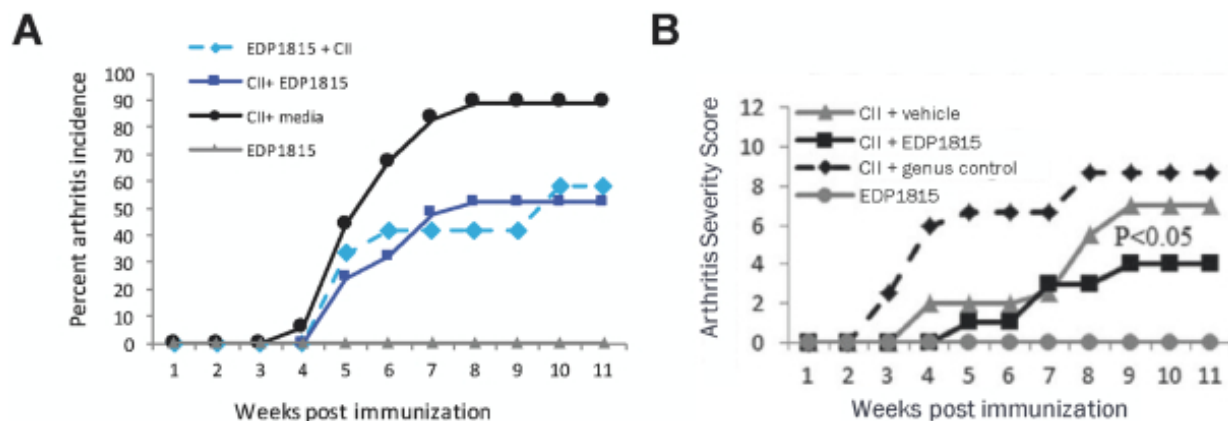 A
EDP1815 + CII
CII+ EDP1815
CII+ media
EDP1815
Percent arthritis incidence
100
90
80
70
60
50
40
30
20
10
0
1 2 3 4 5 6 7 8 9 10 11
Weeks post immunization
B
CII + vehicle
CII + EDP1815
CII + genus control
EDP1815
Arthritis Severity Score
12
10
8
6
4
2
0
P<0.05
1 2 3 4 5 6 7 8 9 10 11
Weeks post immunization